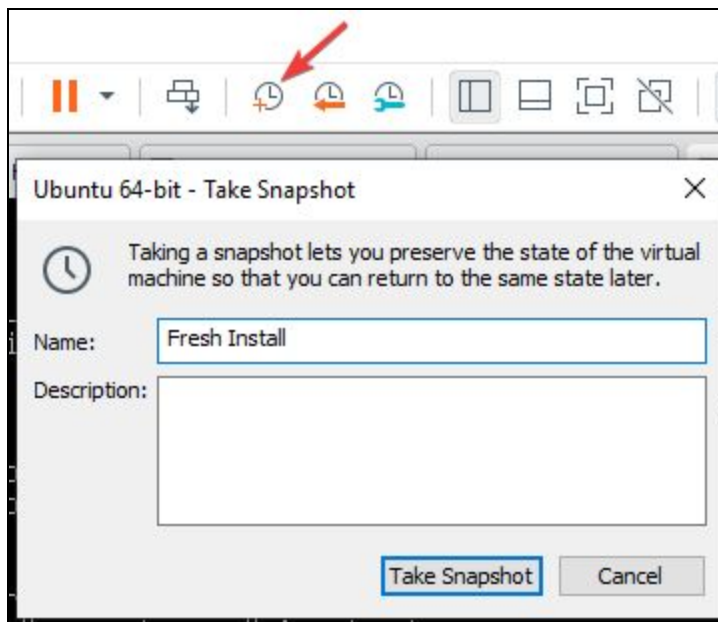 Ubuntu 64-bit - Take Snapshot
Taking a snapshot lets you preserve the state of the virtual
machine so that you can return to the same state later.
Name:
Fresh Install
Description:
Take Snapshot
Cancel